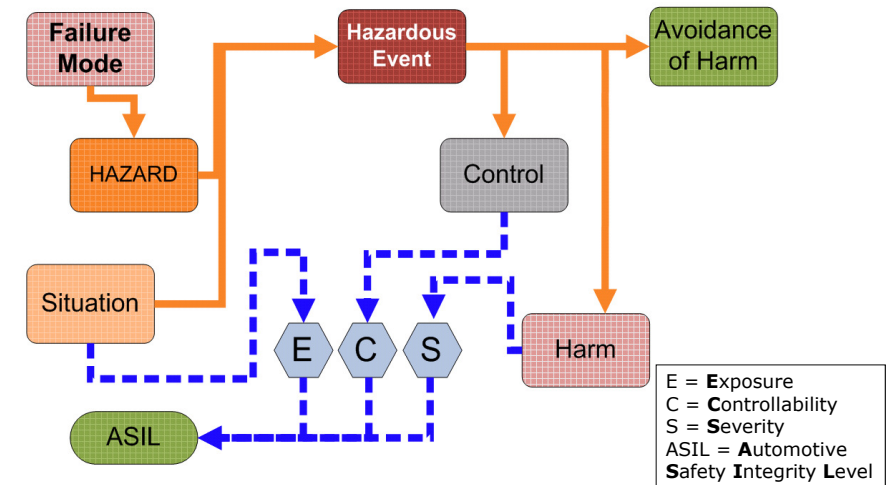 Failure
Mode
Hazardous
Event
Avoidance
of Harm
HAZARD
Control
Situation
E
C
S
Harm
ASIL
E = Exposure
C = Controllability
S = Severity
ASIL = Automotive
Safety Integrity Level